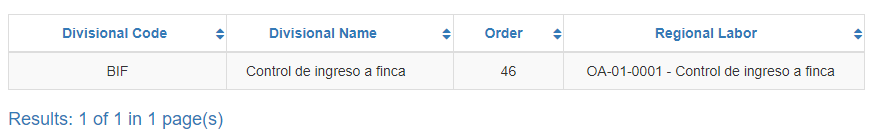 Divisional Code Divisional Name Order Regional Labor
BIF Control de ingreso a finca 46 OA-01-0001 - Control de ingreso a finca
Results: 1 of 1 in 1 page(s)